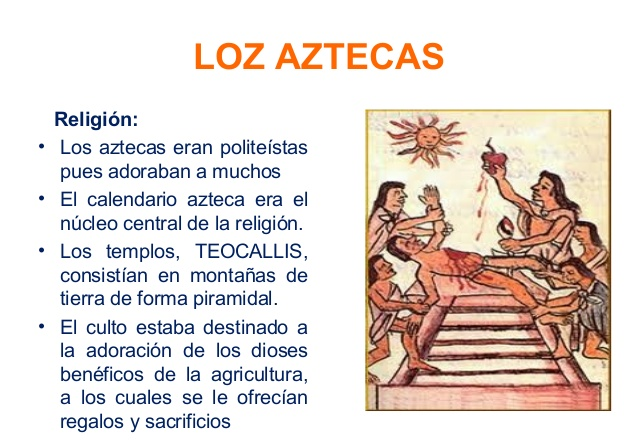 LOZ AZTECAS
Religión:
• Los aztecas eran politeístas
pues adoraban a muchos
• El calendario azteca era el
núcleo central de la religión.
• Los templos, TEOCALLIS,
consistían en montañas de
tierra de forma piramidal.
• El culto estaba destinado a
la adoración de los dioses
benéficos de la agricultura,
a los cuales se le ofrecían
regalos y sacrificios